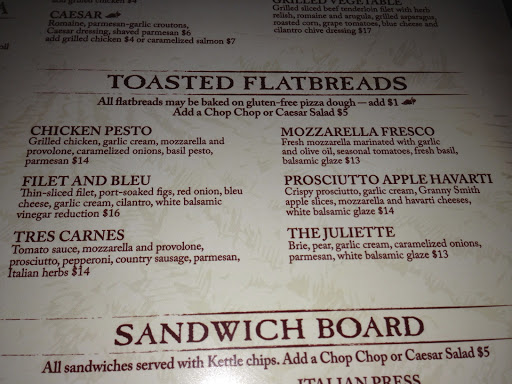 CAESAR
Romaine, parmesan-garlic croutons,
Caesar dressing, shaved parmesan $6
add grilled chicken $4 or caramelized salmon $7
GRILLED VEGETABLE
Grilled sliced beef tenderloin filet with herb
relish, romaine and arugula, grilled asparagus,
roasted corn, grape tomatoes, blue cheese and
cilantro chive dressing $17
TOASTED FLATBREADS
All flatbreads may be baked on gluten-free pizza dough — add $1
Add a Chop Chop or Caesar Salad $5
CHICKEN PESTO
Grilled chicken, garlic cream, mozzarella and
provolone, caramelized onions, basil pesto,
parmesan $14
FILET AND BLEU
Thin-sliced filet, port-soaked figs, red onion, bleu
cheese, garlic cream, cilantro, white balsamic
vinegar reduction $16
TRES CARNES
Tomato sauce, mozzarella and provolone,
prosciutto, pepperoni, country sausage, parmesan,
Italian herbs $14
MOZZARELLA FRESCO
Fresh mozzarella marinated with garlic
and olive oil, seasonal tomatoes, fresh basil,
balsamic glaze $13
PROSCIUTTO APPLE HAVARTI
Crispy prosciutto, garlic cream, Granny Smith
apple slices, mozzarella and havarti cheeses,
white balsamic glaze $14
THE JULIETTE
Brie, pear, garlic cream, caramelized onions,
parmesan, white balsamic glaze $13
SANDWICH BOARD
All sandwiches served with Kettle chips. Add a Chop Chop or Caesar Salad $5
ITALIAN PRESS